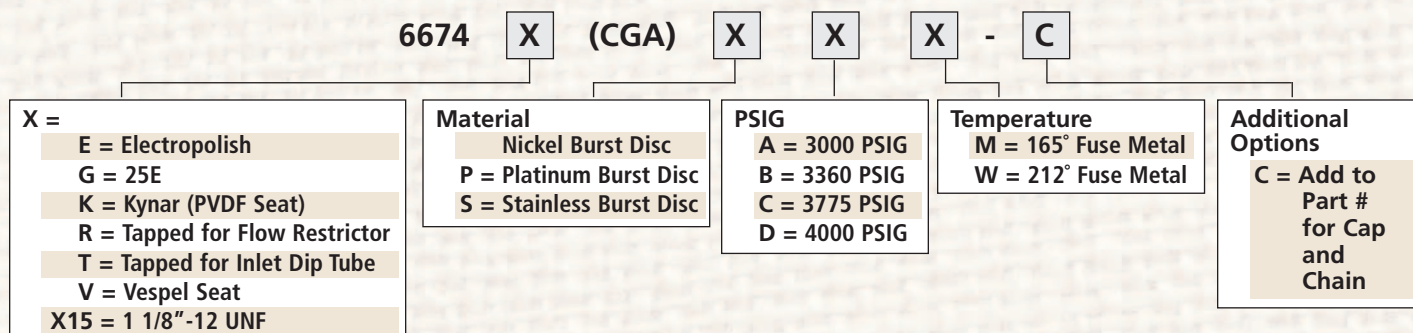 6674 X (CGA) X X X - C
X =
E = Electropolish
G = 25E
K = Kynar (PVDF Seat)
R = Tapped for Flow Restrictor
T = Tapped for Inlet Dip Tube
V = Vespel Seat
X15 = 1 1/8"-12 UNF
Material
Nickel Burst Disc
P = Platinum Burst Disc
S = Stainless Burst Disc
PSIG
A = 3000 PSIG
B = 3360 PSIG
C = 3775 PSIG
D = 4000 PSIG
Temperature
M = 165° Fuse Metal
W = 212° Fuse Metal
Additional
Options
C = Add to
Part #
for Cap
and
Chain